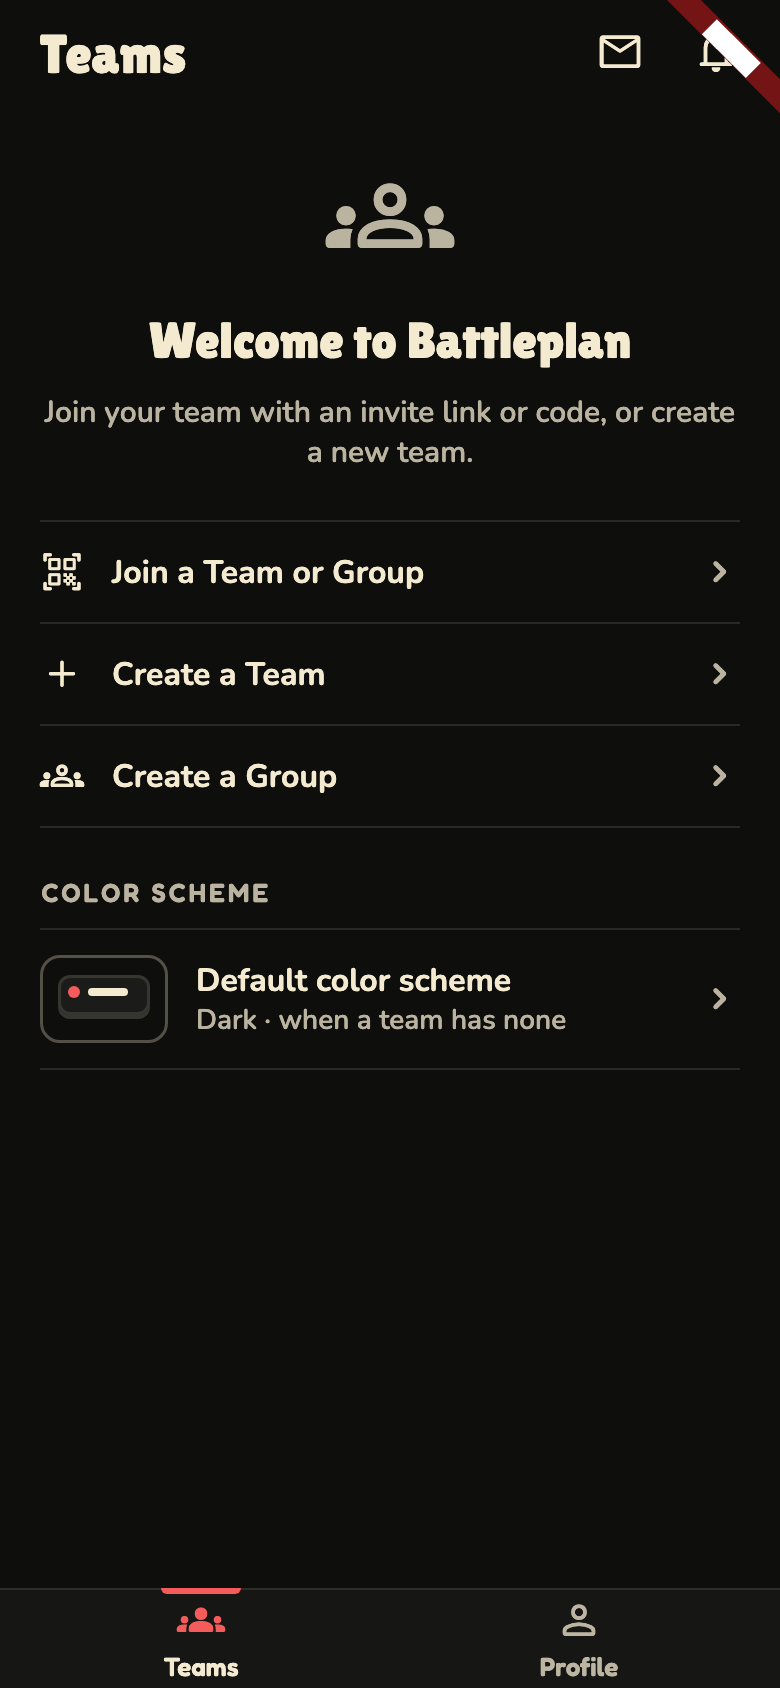 Teams
Welcome to Battleplan
Join your team with an invite link or code, or create
a new team.
Join a Team or Group
Create a Team
Create a Group
COLOR SCHEME
Default color scheme
Dark · when a team has none
Teams
Profile